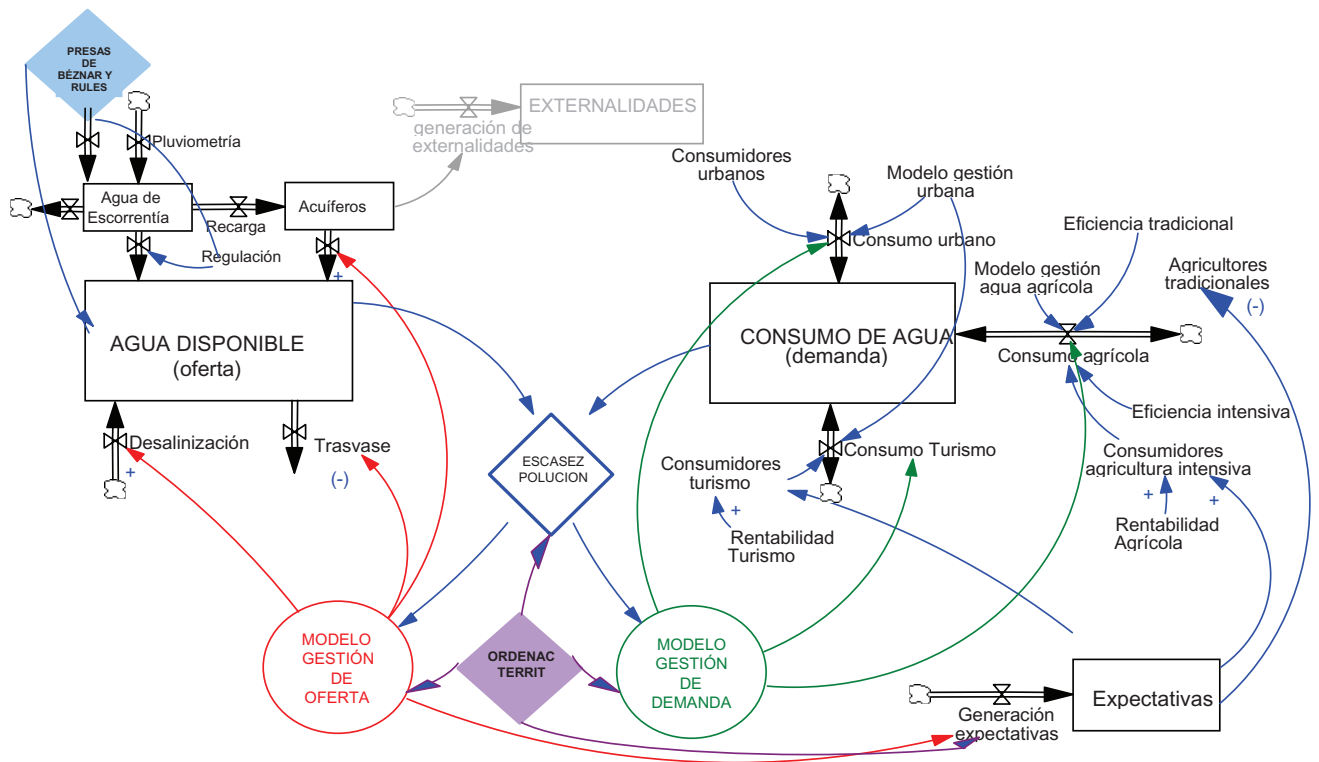 PRESAS
DE
BÉZNAR Y
RULES
Pluviometría
Agua de
Escorrentía
Recarga
Acuíferos
Regulación
+
generación de
externalidades
EXTERNALIDADES
AGUA DISPONIBLE
(oferta)
Desalinización
+
Trasvase
(-)
ESCASEZ
POLUCION
Consumidores
urbanos
Modelo gestión
urbana
Consumo urbano
CONSUMO DE AGUA
(demanda)
Eficiencia tradicional
Modelo gestión
agua agrícola
Agricultores
tradicionales
(-)
Consumo agrícola
Eficiencia intensiva
Consumo Turismo
Consumidores
turismo
+
Rentabilidad
Turismo
Consumidores
agricultura intensiva
+
+
Rentabilidad
Agrícola
MODELO
GESTIÓN
DE
OFERTA
ORDENAC
TERRIT
MODELO
GESTIÓN
DE
DEMANDA
Generación
expectativas
Expectativas